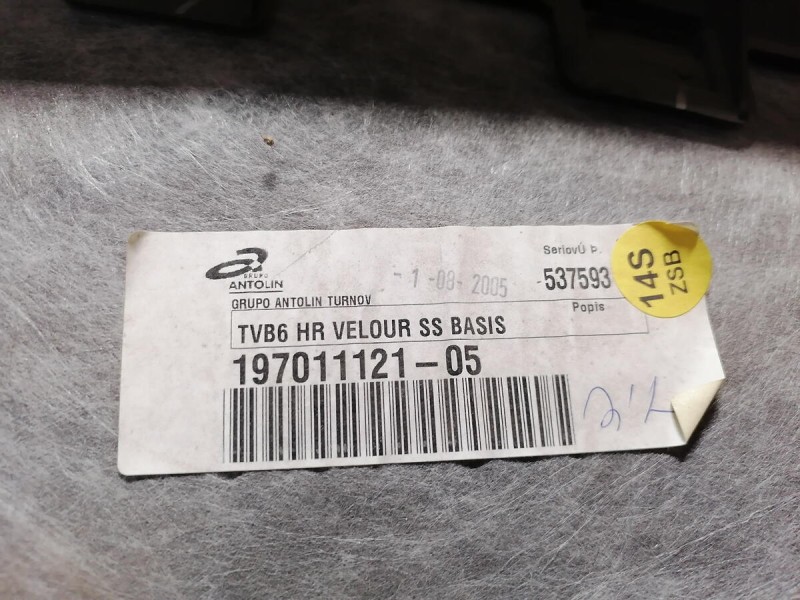 GRUPO
ANTOLIN
GRUPO ANTOLIN TURNOV
-1-08-2005
SeriovÚ Þ.
-537593
Popis
TVB6 HR VELOUR SS BASIS
197011121-05
14S
ZSB